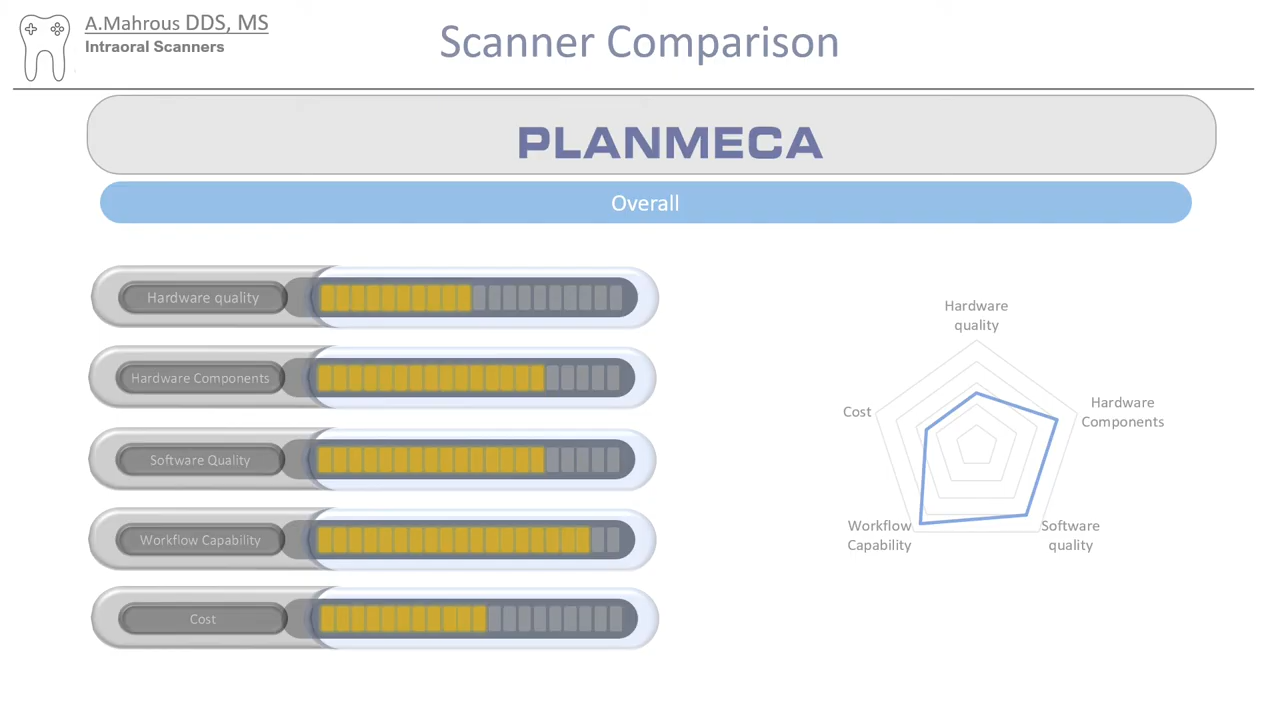 A.Mahrous DDS, MS
Intraoral Scanners
Scanner Comparison
PLANMECA
Overall
Hardware quality
Hardware Components
Software Quality
Workflow Capability
Cost
Hardware
quality
Hardware
Components
Software
quality
Workflow
Capability
Cost